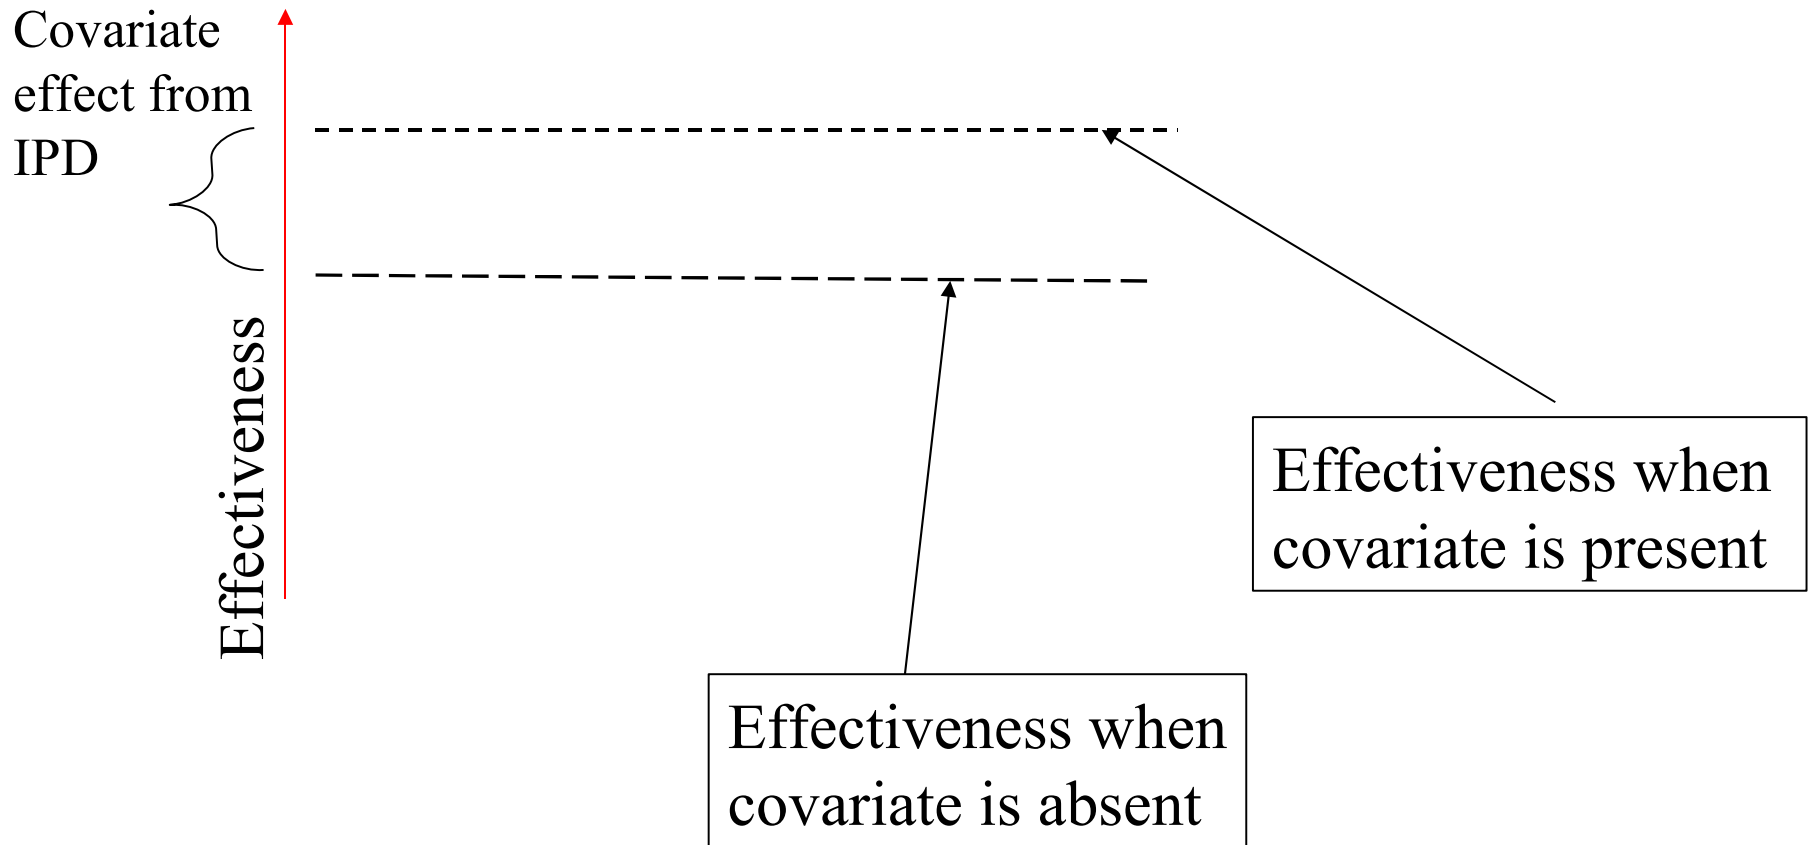 Covariate
effect from
IPD
Effectiveness
Effectiveness when
covariate is present
Effectiveness when
covariate is absent